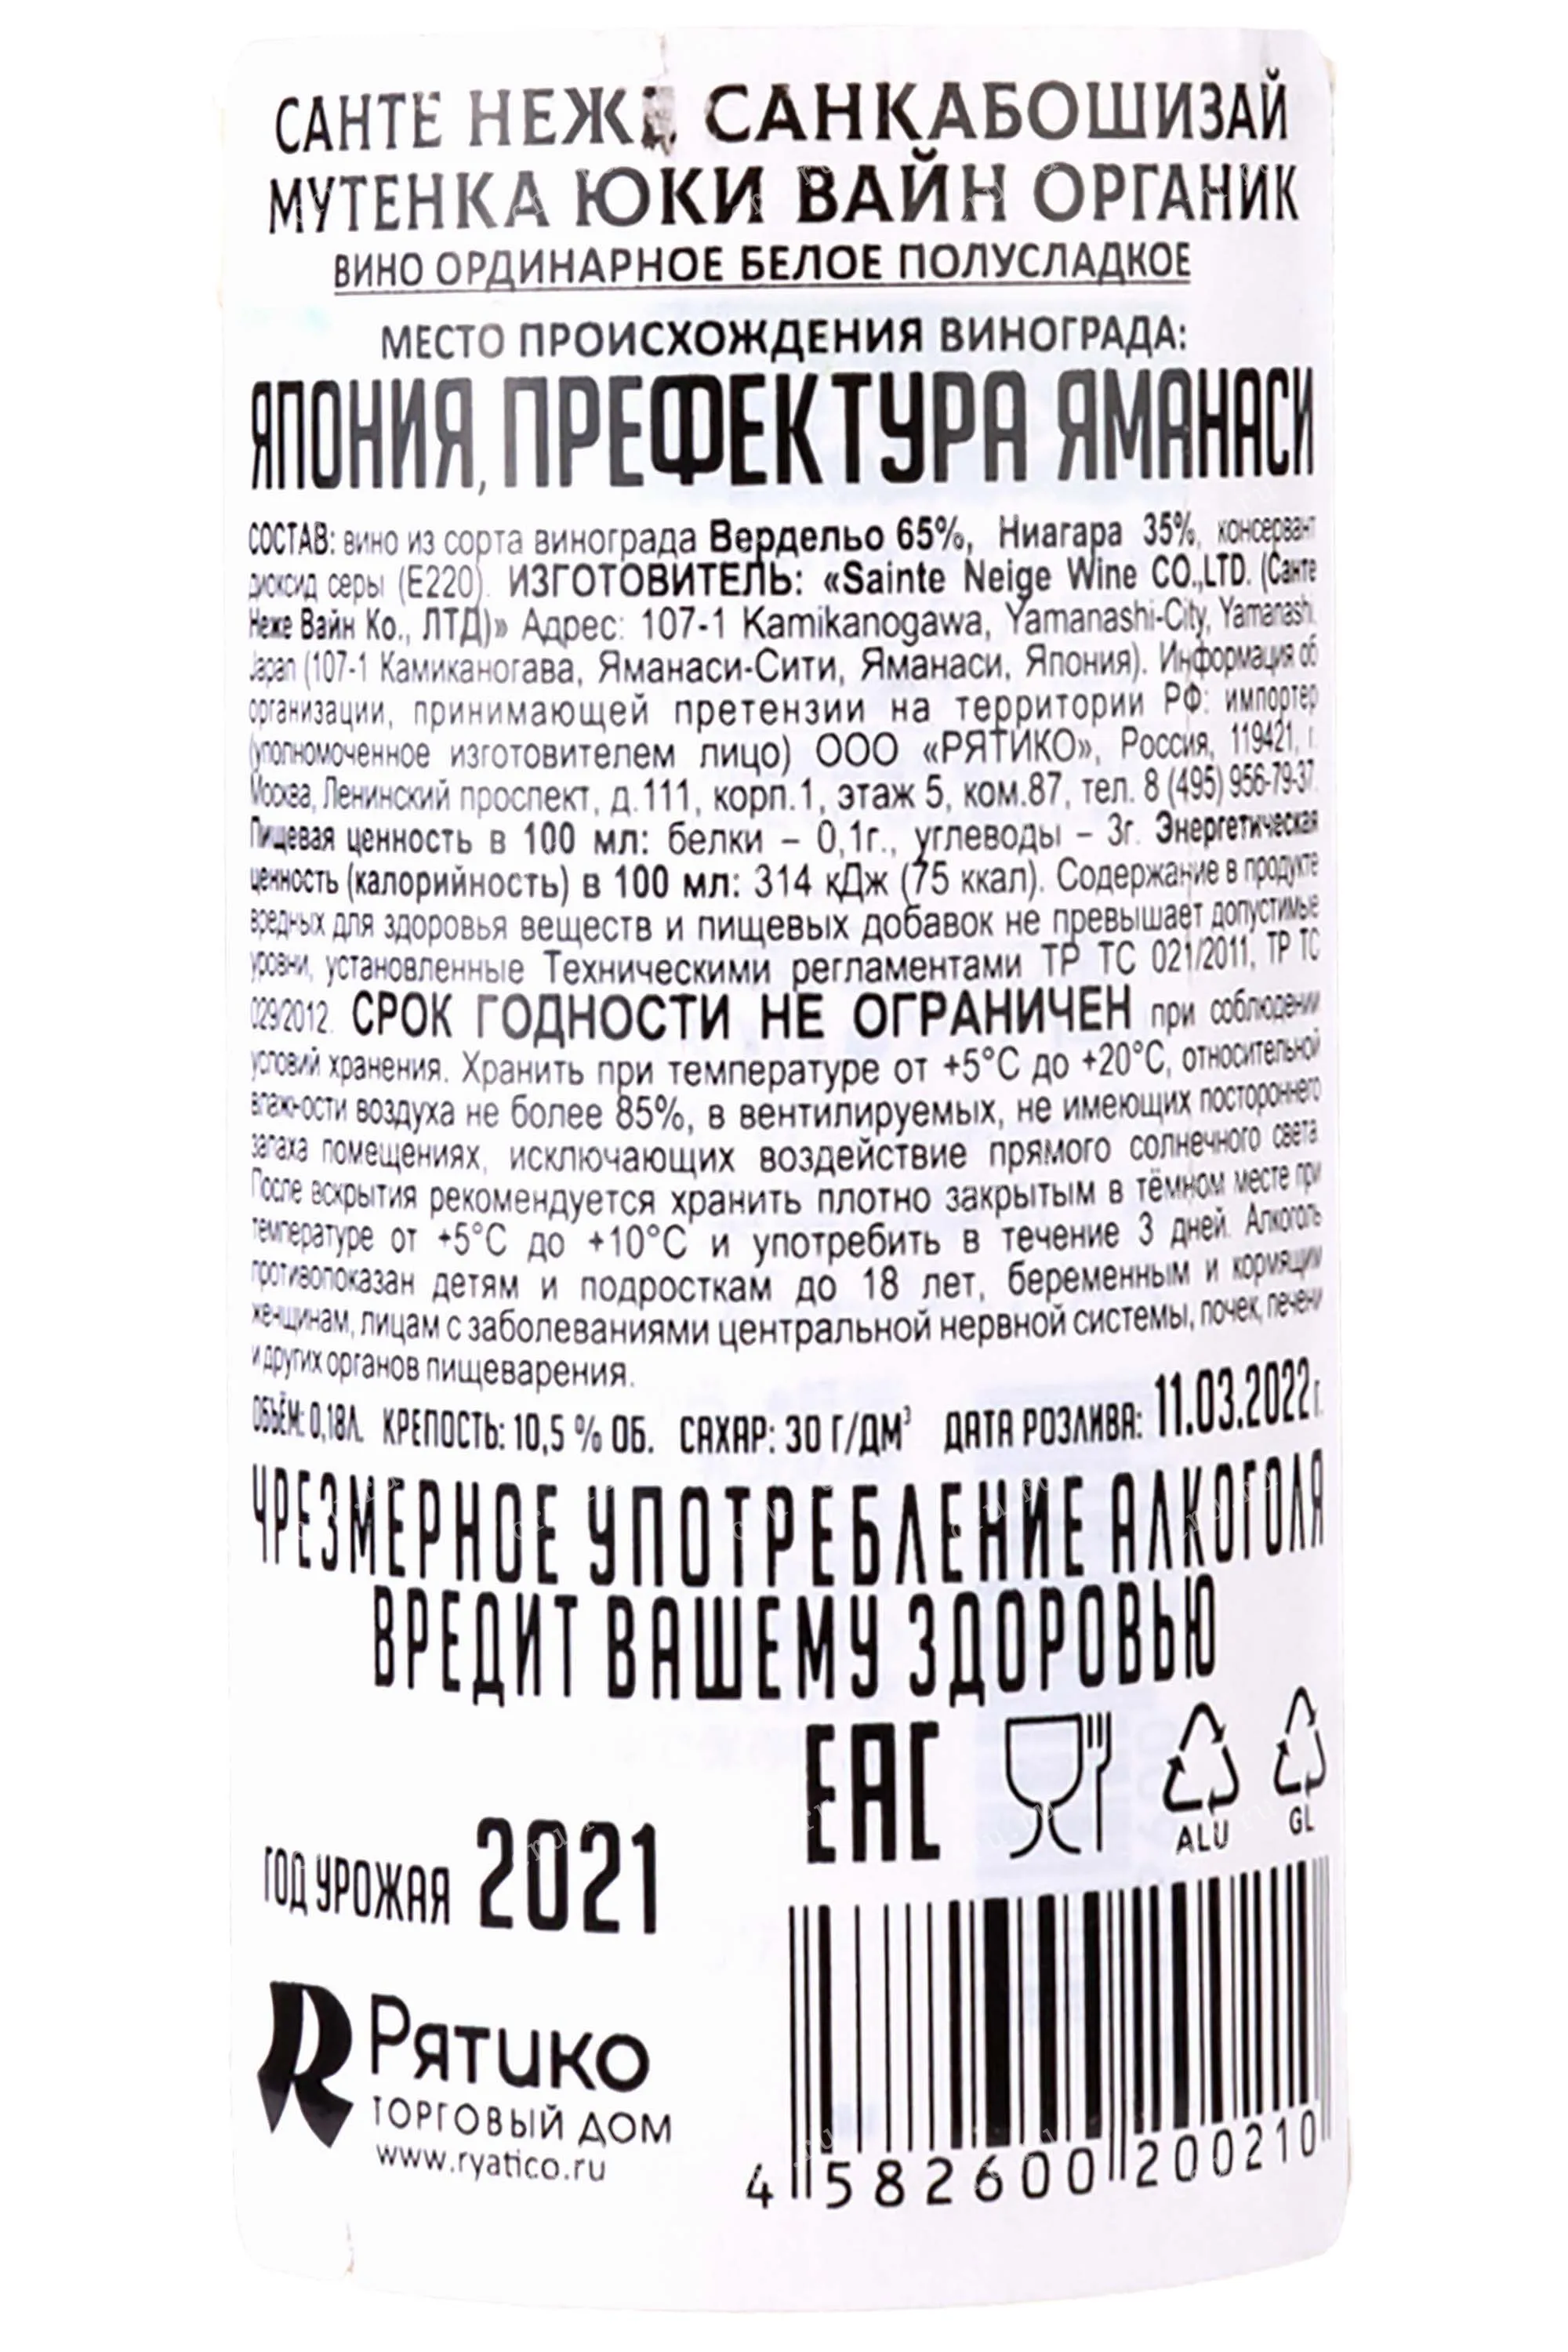 САНТЕ НЕЖ САНКАБОШИЗАЙ
МУТЕНКА ЮКИ ВАЙН ОРГАНИК
ВИНО ОРДИНАРНОЕ БЕЛОЕ ПОЛУСЛАДКОЕ
МЕСТО ПРОИСХОЖДЕНИЯ ВИНОГРАДА:
ЯПОНИЯ, ПРЕФЕКТУРА ЯМАНАСИ
СОСТАВ: вино из сорта винограда Вердельо 65%, Ниагара 35%, консервант
диоксид серы (Е220). ИЗГОТОВИТЕЛЬ: «Sainte Neige Wine CO.,LTD. (Санте
Неже Вайн Ко., ЛТД)» Адрес: 107-1 Kamikanogawa, Yamanashi-City, Yamanashi,
Japan (107-1 Камиканогава, Яманаси-Сити, Яманаси, Япония). Информация об
организации, принимающей претензии на территории РФ: импортер
(уполномоченное изготовителем лицо) ООО «РЯТИКО», Россия, 119421, г.
Москва, Ленинский проспект, д.111, корп.1, этаж 5, ком.87, тел. 8 (495) 956-79-37.
Пищевая ценность в 100 мл: белки – 0,1г., углеводы – 3г. Энергетическая
ценность (калорийность) в 100 мл: 314 кДж (75 ккал). Содержание в продукте
вредных для здоровья веществ и пищевых добавок не превышает допустимые
уровни, установленные Техническими регламентами ТР ТС 021/2011, ТР ТС
029/2012. СРОК ГОДНОСТИ НЕ ОГРАНИЧЕН при соблюдении
условий хранения. Хранить при температуре от +5°С до +20°С, относительной
влажности воздуха не более 85%, в вентилируемых, не имеющих постороннего
запаха помещениях, исключающих воздействие прямого солнечного света.
После вскрытия рекомендуется хранить плотно закрытым в тёмном месте при
температуре от +5°С до +10°С и употребить в течение 3 дней. Алкоголь
противопоказан детям и подросткам до 18 лет, беременным и кормящим
женщинам, лицам с заболеваниями центральной нервной системы, почек, печени
и других органов пищеварения.
ОБЪЁМ: 0,18Л. КРЕПОСТЬ: 10,5 % ОБ. САХАР: 30 Г/ДМ³ ДАТА РОЗЛИВА: 11.03.2022г.
ЧРЕЗМЕРНОЕ УПОТРЕБЛЕНИЕ АЛКОГОЛЯ
ВРЕДИТ ВАШЕМУ ЗДОРОВЬЮ
EAC
ALU
GL
ГОД УРОЖАЯ 2021
РЯТИКО
ТОРГОВЫЙ ДОМ
www.ryatico.ru
4 582600 200210